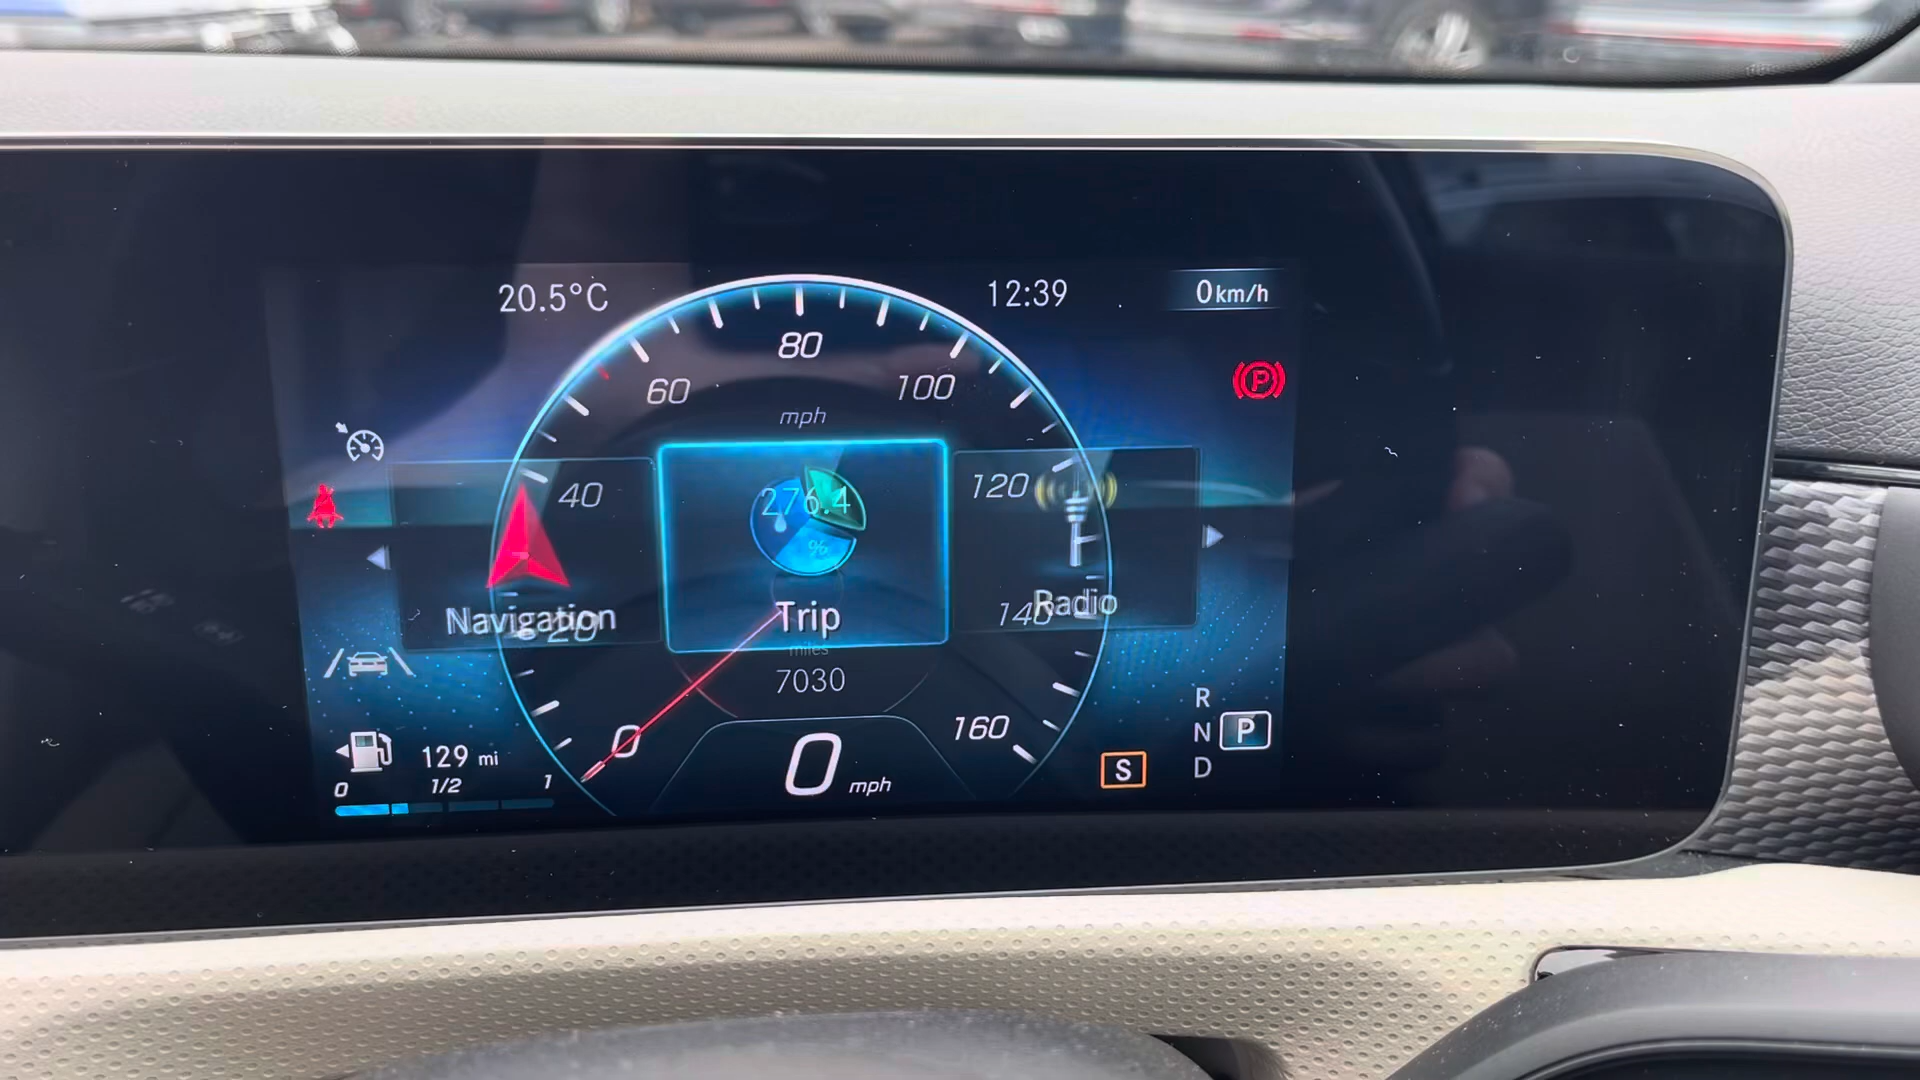 20.5°C
12:39
0 km/h
80
60
100
mph
P
40
276.4
120
%
Navigation
Trip
Radio
20
140
miles
7030
R
0
160
N
P
129 mi
0 mph
S
D
0
1/2
1